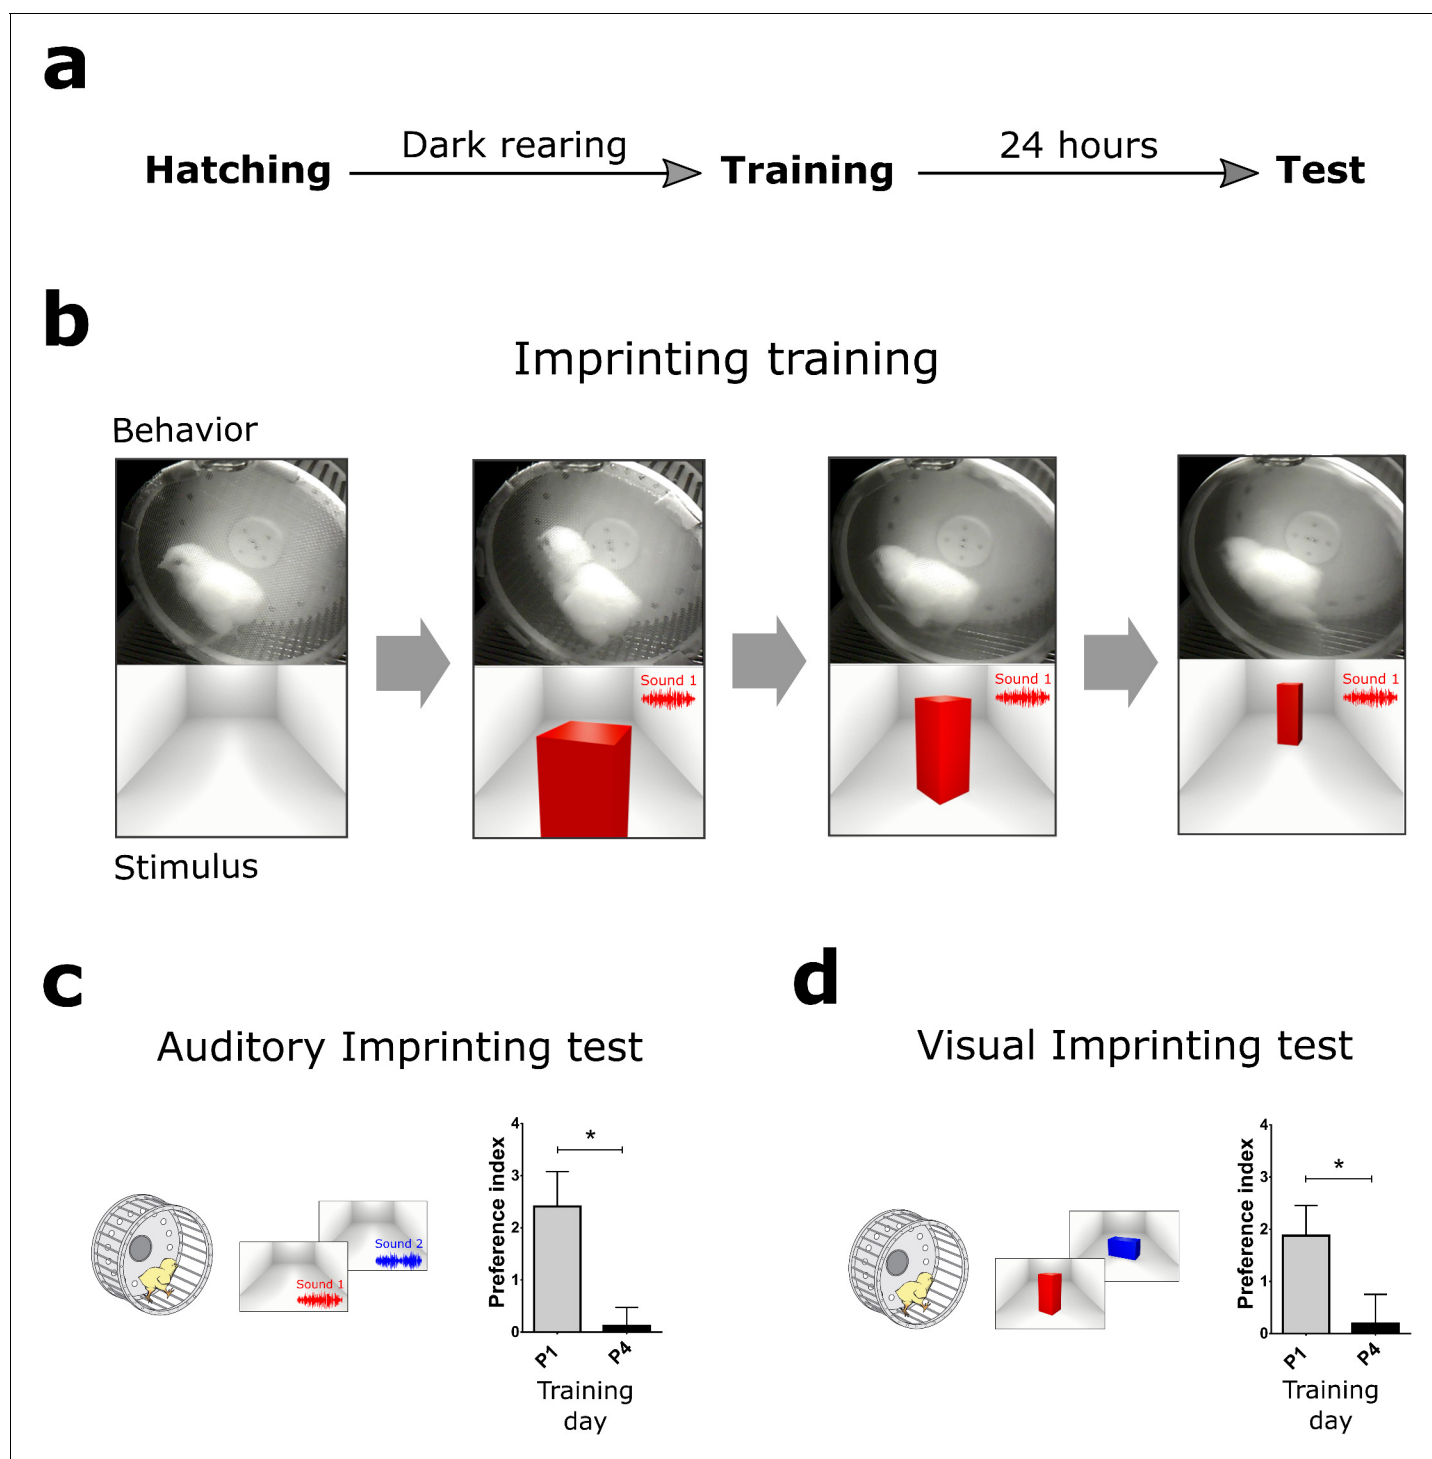 a
Hatching Dark rearing Training 24 hours Test
b
Imprinting training
Behavior
Sound 1 Sound 1 Sound 1
Stimulus
c
Auditory Imprinting test
Sound 2
Sound 1
Preference index
4
3
2
1
0
*
P1 P4
Training
day
d
Visual Imprinting test
Preference index
4
3
2
1
0
*
P1 P4
Training
day